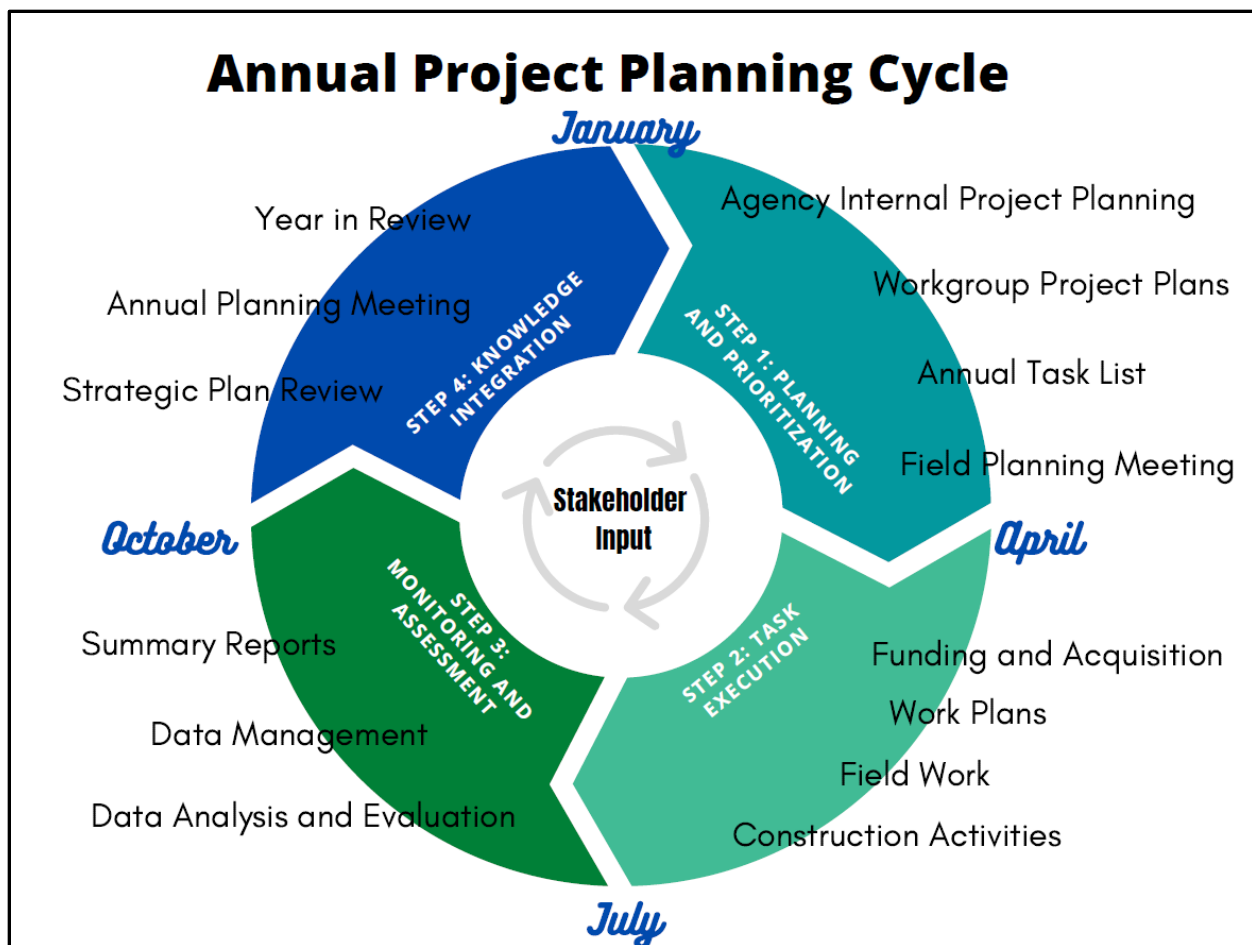 Annual Project Planning Cycle
January
Agency Internal Project Planning
Workgroup Project Plans
Annual Task List
Field Planning Meeting
STEP 1: PLANNING
AND PRIORITIZATION
April
Funding and Acquisition
Work Plans
Field Work
Construction Activities
STEP 2: TASK
EXECUTION
July
Summary Reports
Data Management
Data Analysis and Evaluation
STEP 3:
MONITORING AND
ASSESSMENT
October
Year in Review
Annual Planning Meeting
Strategic Plan Review
STEP 4: KNOWLEDGE
INTEGRATION
Stakeholder
Input